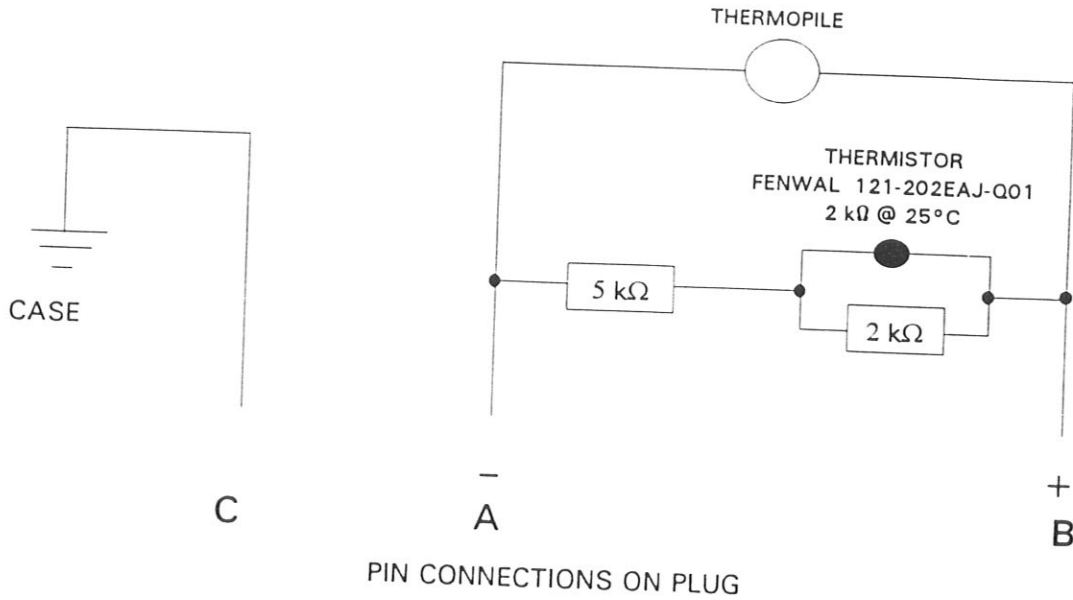 THERMOPILE
THERMISTOR
FENWAL 121-202EAJ-Q01
2 kΩ @ 25°C
5 kΩ
2 kΩ
CASE
C
−
A
+
B
PIN CONNECTIONS ON PLUG